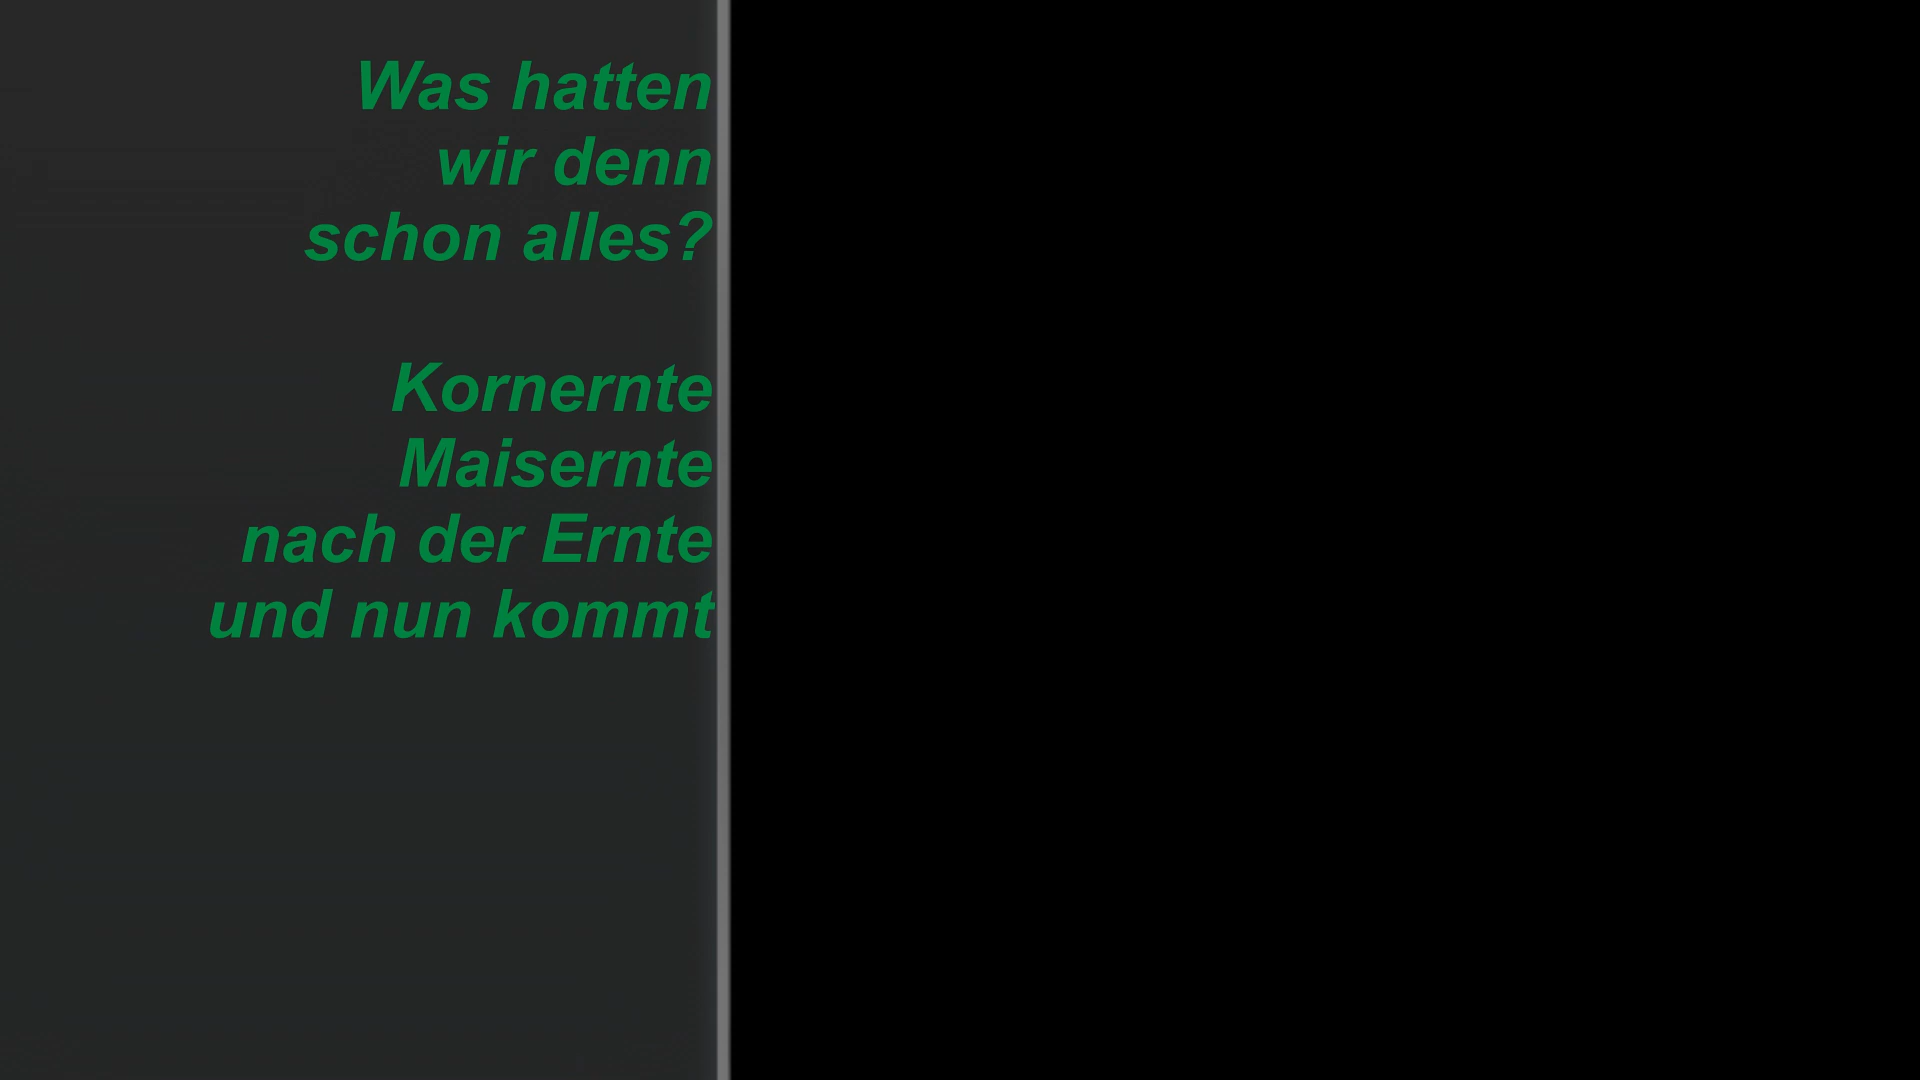 Was hatten
wir denn
schon alles?
Kornernte
Maisernte
nach der Ernte
und nun kommt